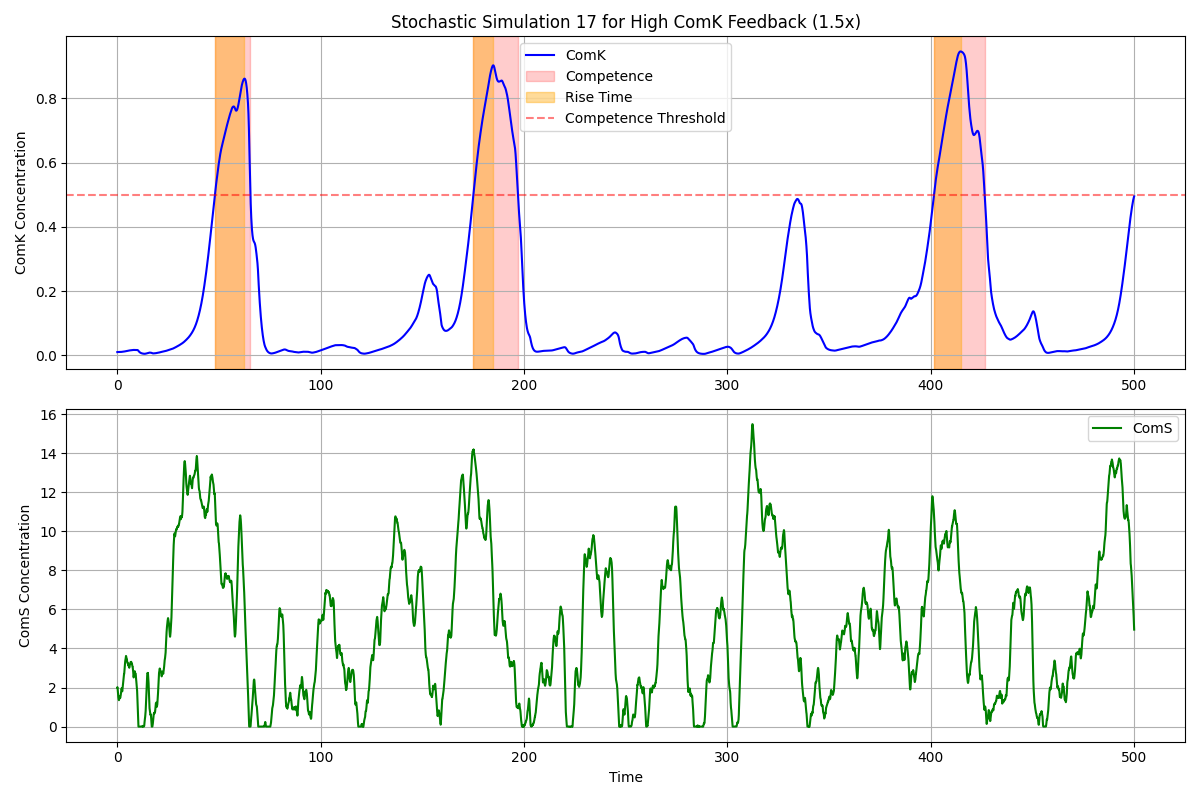 Stochastic Simulation 17 for High ComK Feedback (1.5x)
ComK
Competence
Rise Time
Competence Threshold
ComK Concentration
0.8
0.6
0.4
0.2
0.0
0 100 200 300 400 500
ComS
ComS Concentration
16
14
12
10
8
6
4
2
0
0 100 200 300 400 500
Time